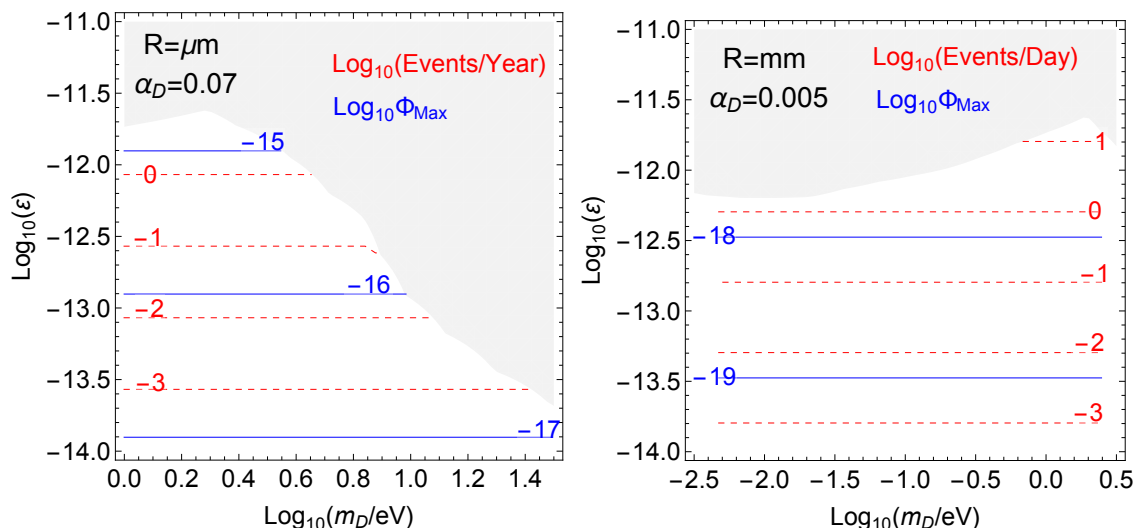 R=μm
α_D=0.07
Log₁₀(Events/Year)
Log₁₀Φ_Max
−15
0
−1
−16
−2
−3
−17
−11.0
−11.5
−12.0
−12.5
−13.0
−13.5
−14.0
Log₁₀(ε)
0.0 0.2 0.4 0.6 0.8 1.0 1.2 1.4
Log₁₀(m_D/eV)
R=mm
α_D=0.005
Log₁₀(Events/Day)
Log₁₀Φ_Max
1
0
−18
−1
−2
−19
−3
−11.0
−11.5
−12.0
−12.5
−13.0
−13.5
−14.0
Log₁₀(ε)
−2.5 −2.0 −1.5 −1.0 −0.5 0.0 0.5
Log₁₀(m_D/eV)